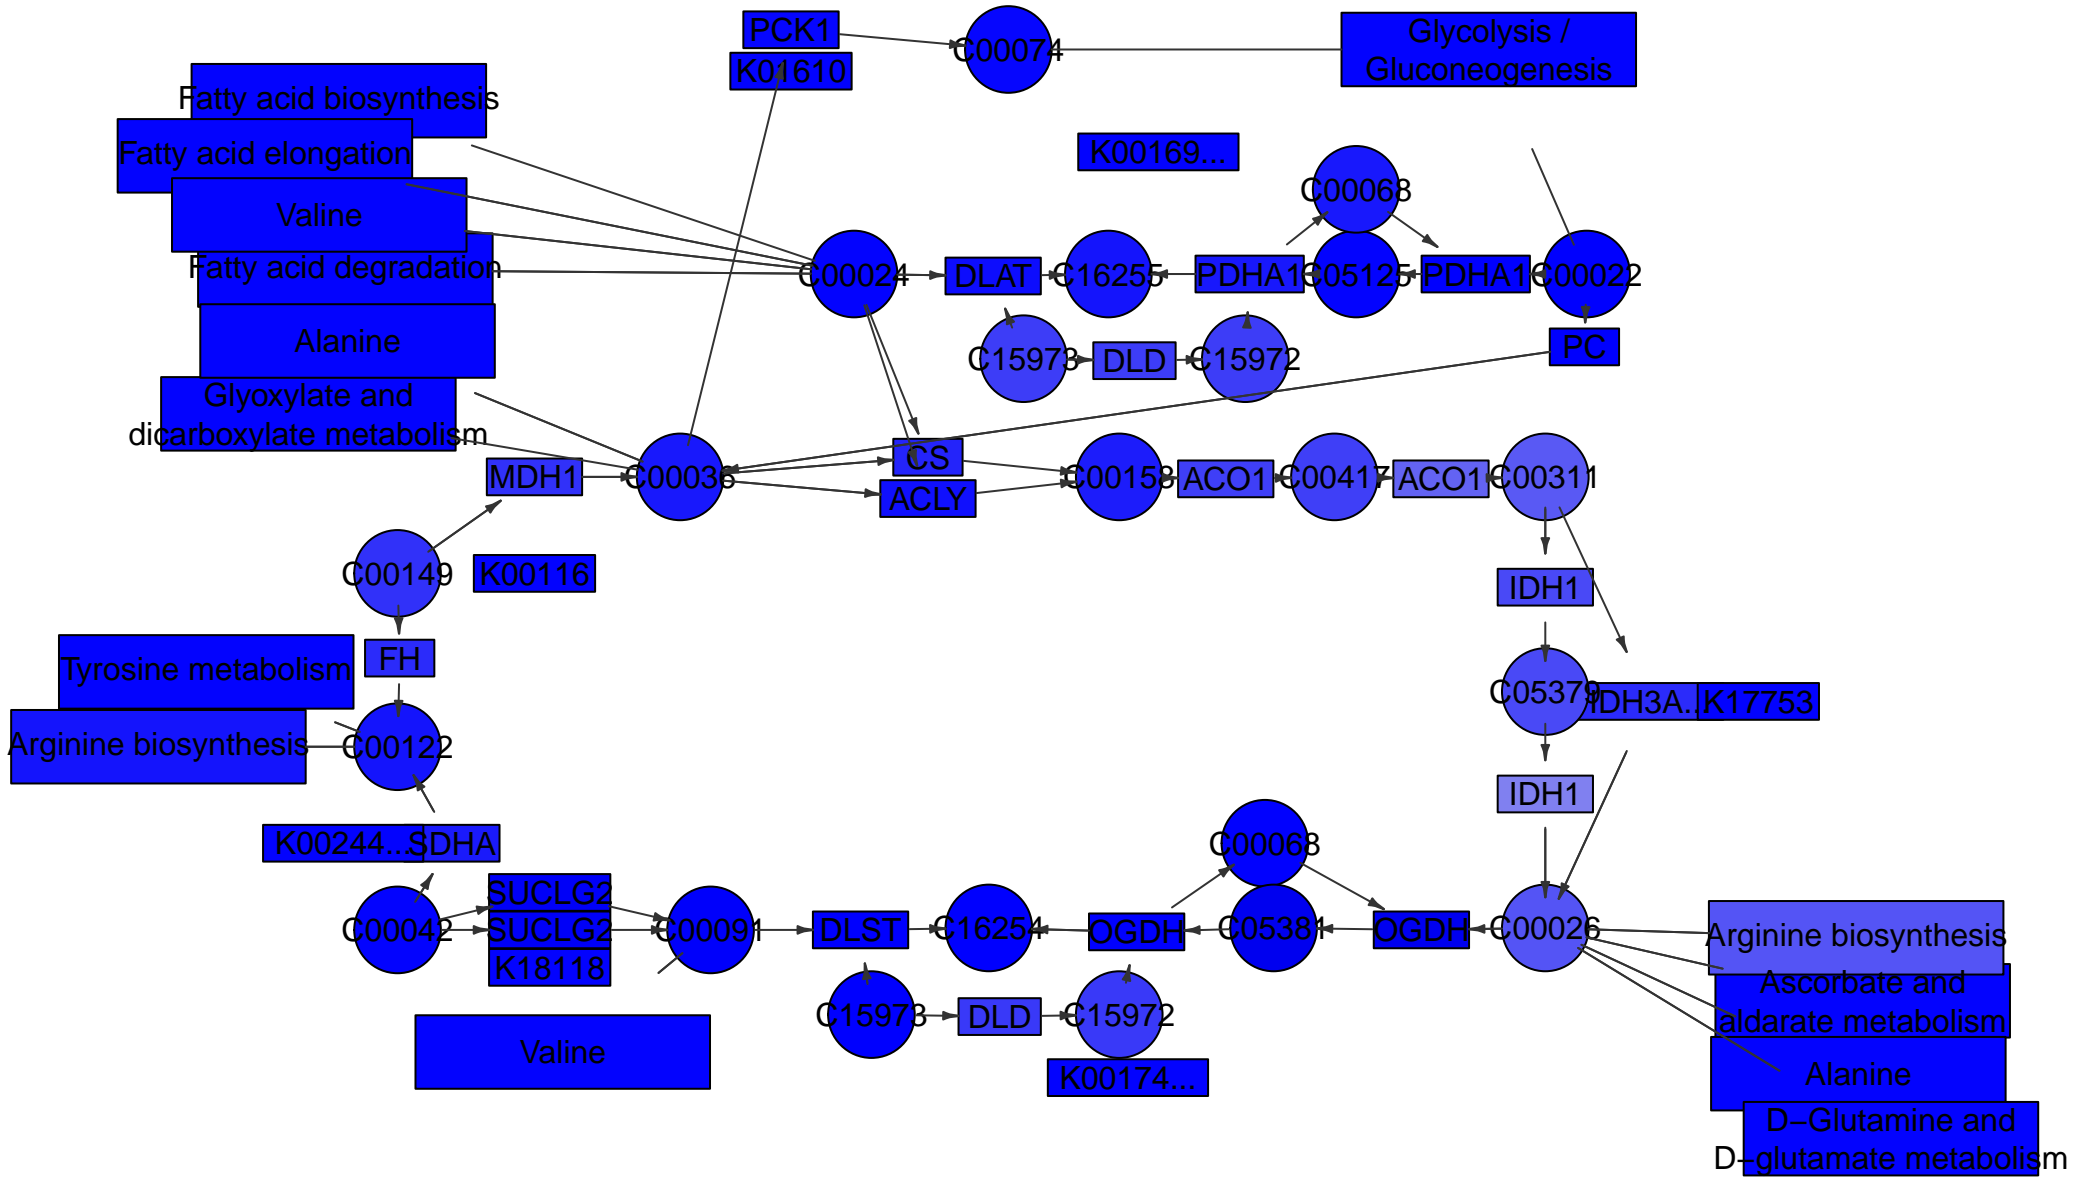 PCK1
K01610
C00074
Glycolysis /
Gluconeogenesis
Fatty acid biosynthesis
Fatty acid elongation
Valine
Fatty acid degradation
Alanine
Glyoxylate and
dicarboxylate metabolism
K00169...
C00068
C00024
DLAT
C16255
PDHA1
C05125
PDHA1
C00022
C15973
DLD
C15972
PC
MDH1
C00036
CS
ACLY
C00158
ACO1
C00417
ACO1
C00311
C00149
K00116
IDH1
FH
Tyrosine metabolism
Arginine biosynthesis
C00122
C05379
IDH3A...
K17753
IDH1
K00244...
SDHA
C00068
C00042
SUCLG2
SUCLG2
K18118
C00091
DLST
C16254
OGDH
C05381
OGDH
C00026
Arginine biosynthesis
Ascorbate and
aldarate metabolism
Alanine
D−Glutamine and
D−glutamate metabolism
C15973
DLD
C15972
K00174...
Valine